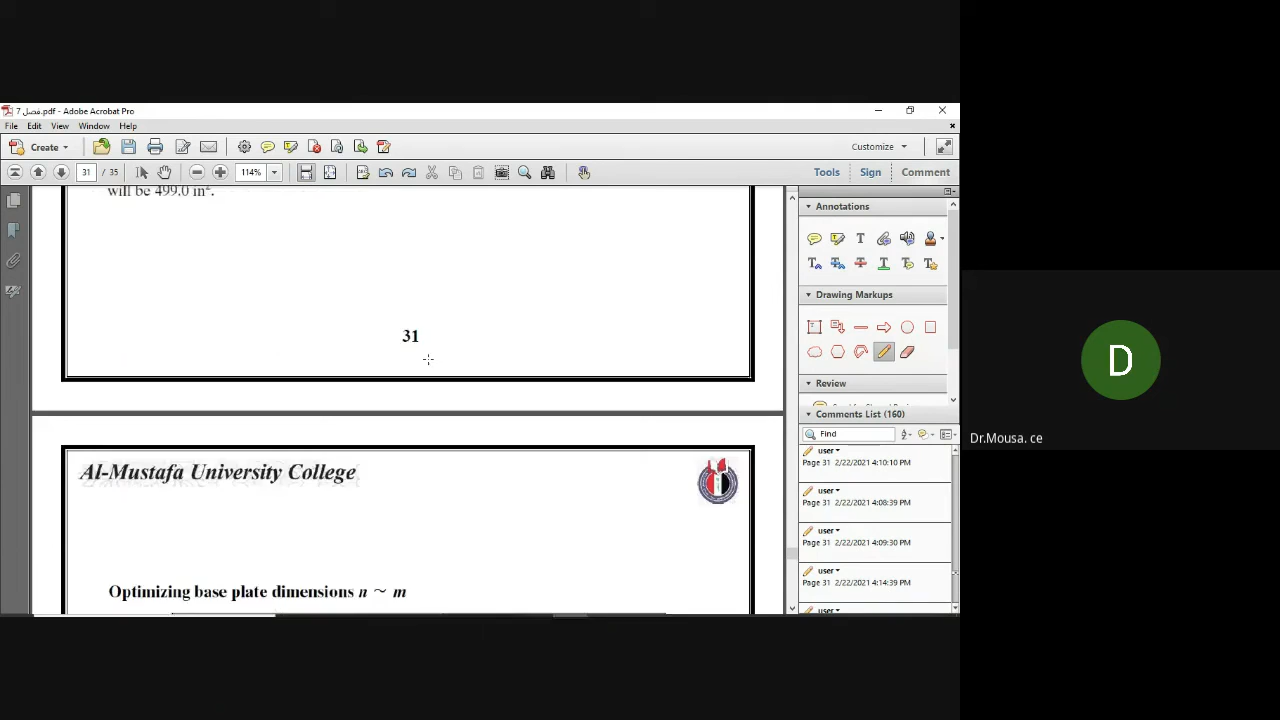 فصل 7.pdf - Adobe Acrobat Pro
File Edit View Window Help
Create Customize
31 / 35 114% Tools Sign Comment
will be 499.0 in².
31
Al-Mustafa University College
Optimizing base plate dimensions n ~ m
Annotations
Drawing Markups
Review
Comments List (160)
Find
user
Page 31 2/22/2021 4:10:10 PM
user
Page 31 2/22/2021 4:08:39 PM
user
Page 31 2/22/2021 4:09:30 PM
user
Page 31 2/22/2021 4:14:39 PM
user
D
Dr.Mousa. ce